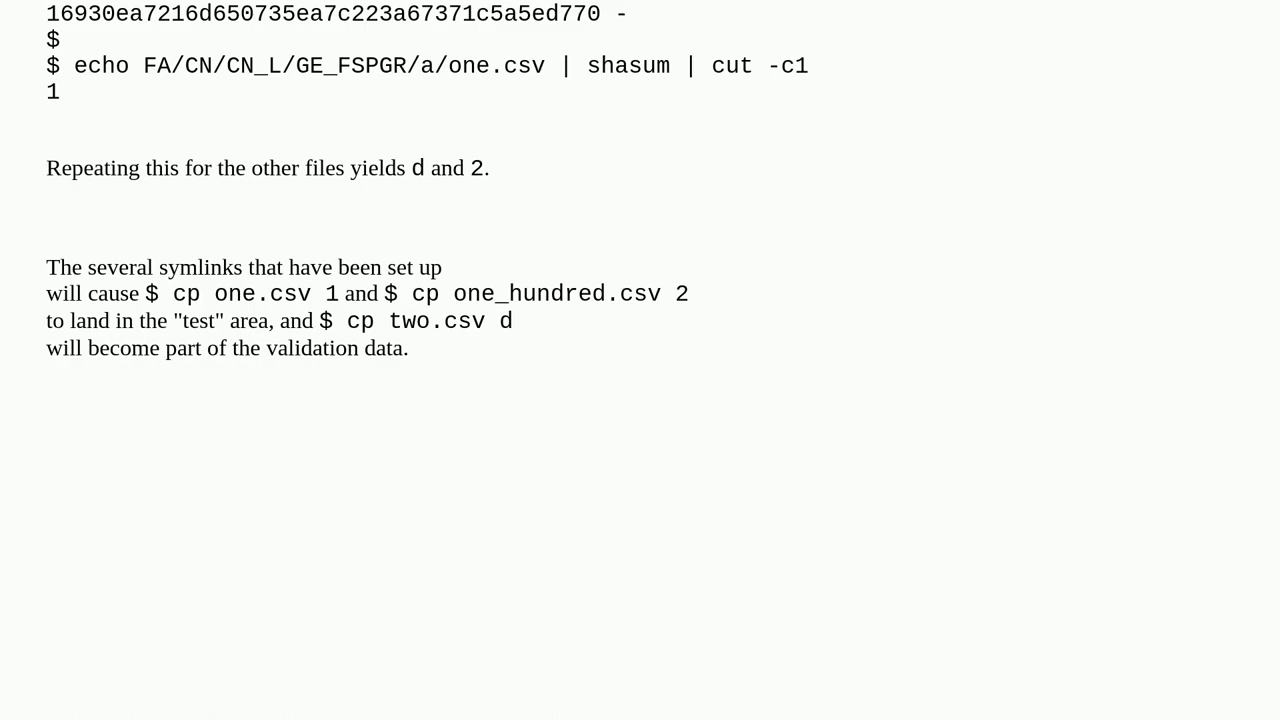 16930ea7216d650735ea7c223a67371c5a5ed770 -
$
$ echo FA/CN/CN_L/GE_FSPGR/a/one.csv | shasum | cut -c1
1
Repeating this for the other files yields d and 2.
The several symlinks that have been set up
will cause $ cp one.csv 1 and $ cp one_hundred.csv 2
to land in the "test" area, and $ cp two.csv d
will become part of the validation data.